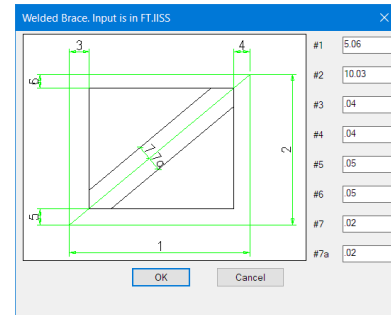 Welded Brace. Input is in FT.IISS
3 4 #1 5.06
6 #2 10.03
#3 .04
7 7a 2 #4 .04
#5 .05
5 #6 .05
1 #7 .02
#7a .02
OK Cancel